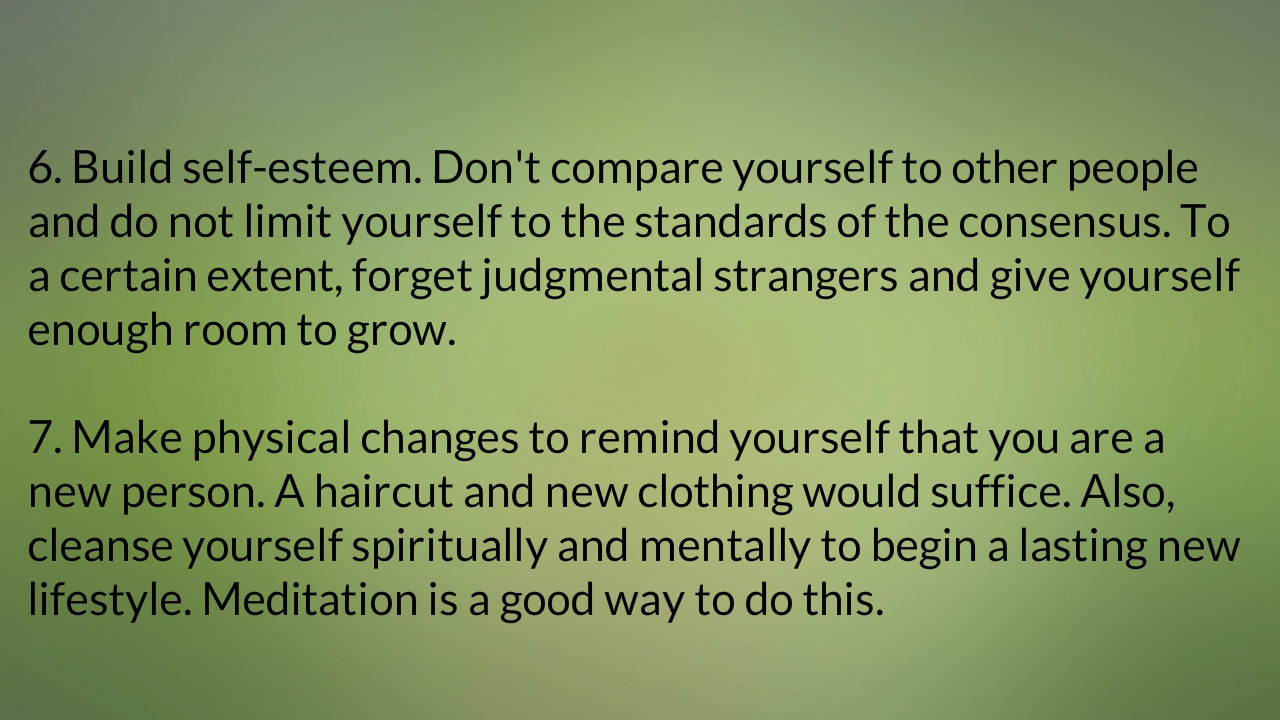 6. Build self-esteem. Don't compare yourself to other people
and do not limit yourself to the standards of the consensus. To
a certain extent, forget judgmental strangers and give yourself
enough room to grow.
7. Make physical changes to remind yourself that you are a
new person. A haircut and new clothing would suffice. Also,
cleanse yourself spiritually and mentally to begin a lasting new
lifestyle. Meditation is a good way to do this.